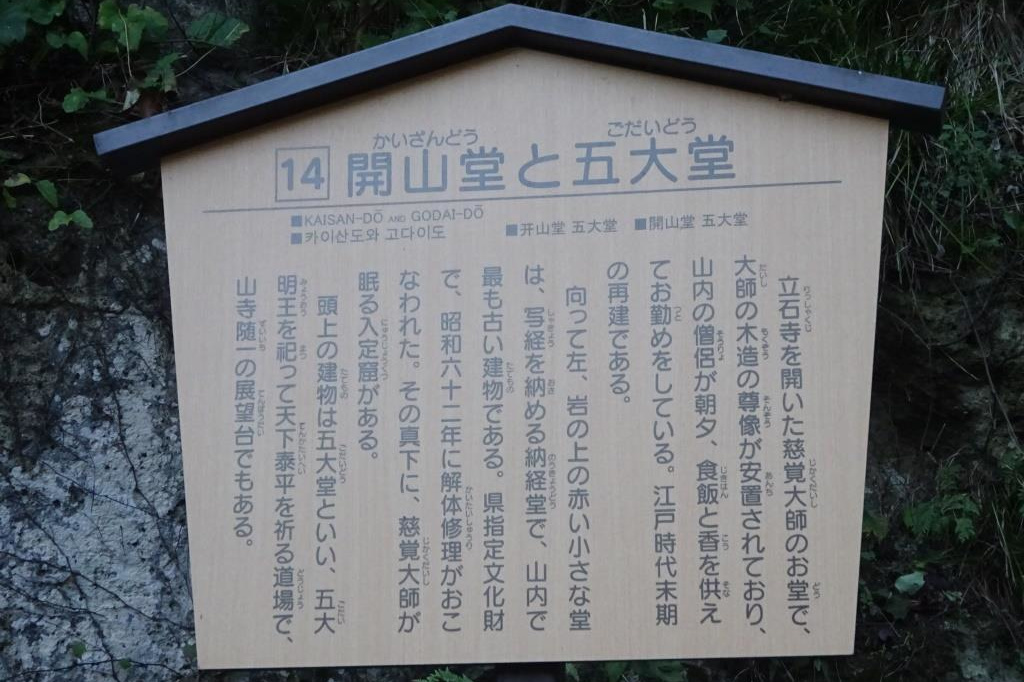 14 開山堂と五大堂
かいざんどう ごだいどう
■KAISAN-DŌ AND GODAI-DŌ
■카이산도와 고다이도 ■开山堂 五大堂 ■開山堂 五大堂
立石寺を開いた慈覚大師のお堂で、
大師の木造の尊像が安置されており、
山内の僧侶が朝夕、食飯と香を供え
てお勤めをしている。江戸時代末期
の再建である。
向って左、岩の上の赤い小さな堂
は、写経を納める納経堂で、山内で
最も古い建物である。県指定文化財
で、昭和六十二年に解体修理がおこ
なわれた。その真下に、慈覚大師が
眠る入定窟がある。
頭上の建物は五大堂といい、五大
明王を祀って天下泰平を祈る道場で、
山寺随一の展望台でもある。